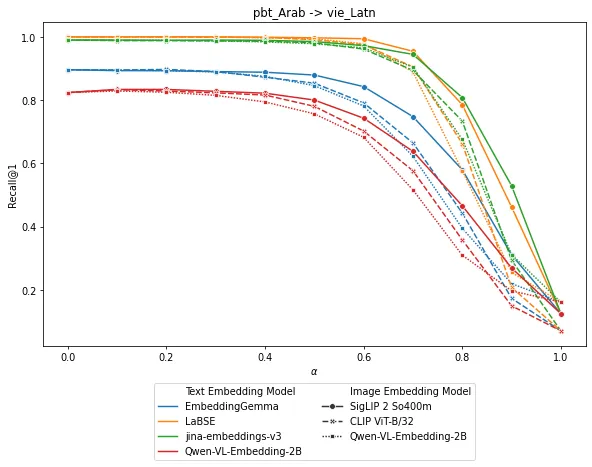 pbt_Arab -> vie_Latn
Recall@1
1.0
0.8
0.6
0.4
0.2
0.0 0.2 0.4 0.6 0.8 1.0
α
Text Embedding Model
EmbeddingGemma
LaBSE
jina-embeddings-v3
Qwen-VL-Embedding-2B
Image Embedding Model
SigLIP 2 So400m
CLIP ViT-B/32
Qwen-VL-Embedding-2B